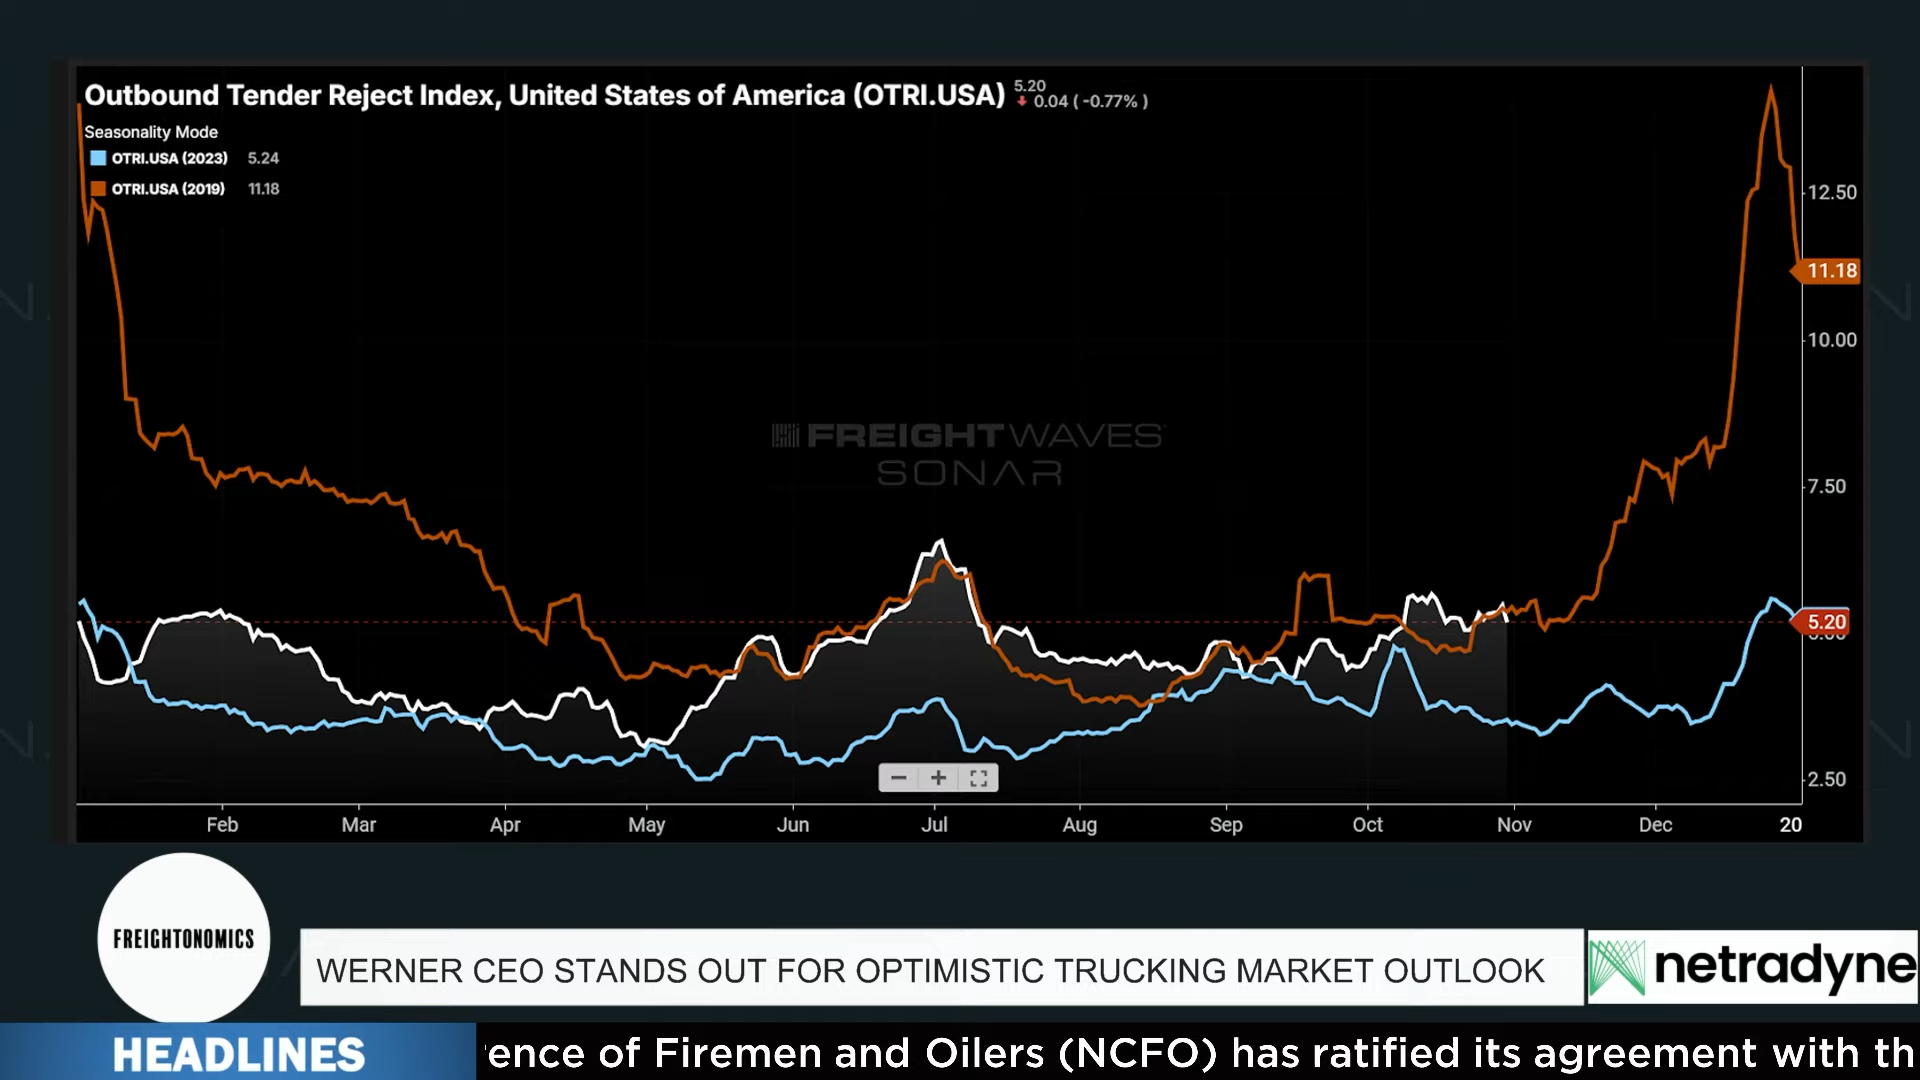 Outbound Tender Reject Index, United States of America (OTRI.USA) 5.20
0.04 ( -0.77% )
Seasonality Mode
OTRI.USA (2023) 5.24
OTRI.USA (2019) 11.18
12.50
11.18
10.00
FREIGHTWAVES
SONAR
7.50
5.20
5.00
2.50
− +
Feb Mar Apr May Jun Jul Aug Sep Oct Nov Dec 20
FREIGHTONOMICS
WERNER CEO STANDS OUT FOR OPTIMISTIC TRUCKING MARKET OUTLOOK
netradyne
HEADLINES
of Firemen and Oilers (NCFO) has ratified its agreement with